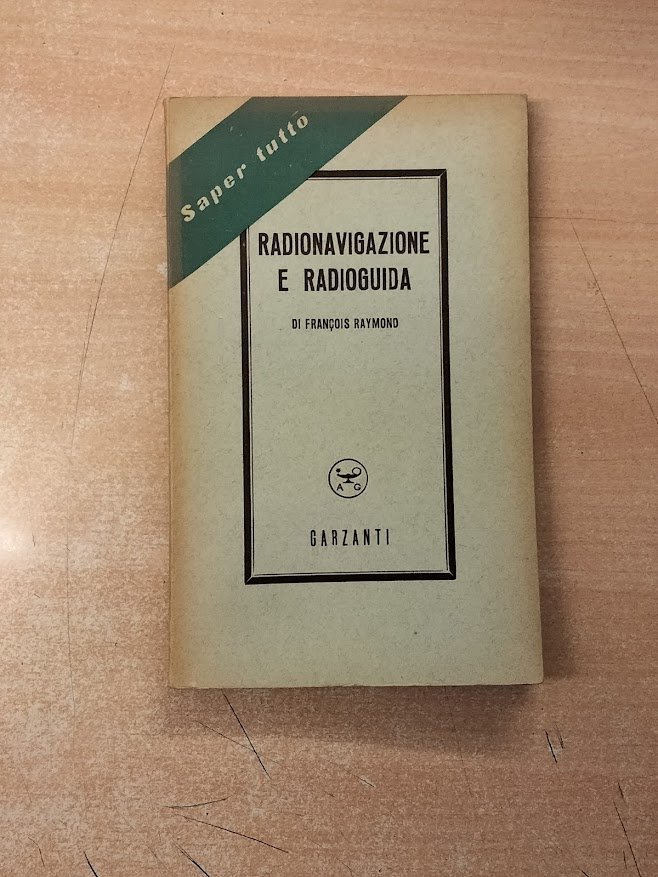 Saper tutto
RADIONAVIGAZIONE
E RADIOGUIDA
DI FRANÇOIS RAYMOND
A G
GARZANTI